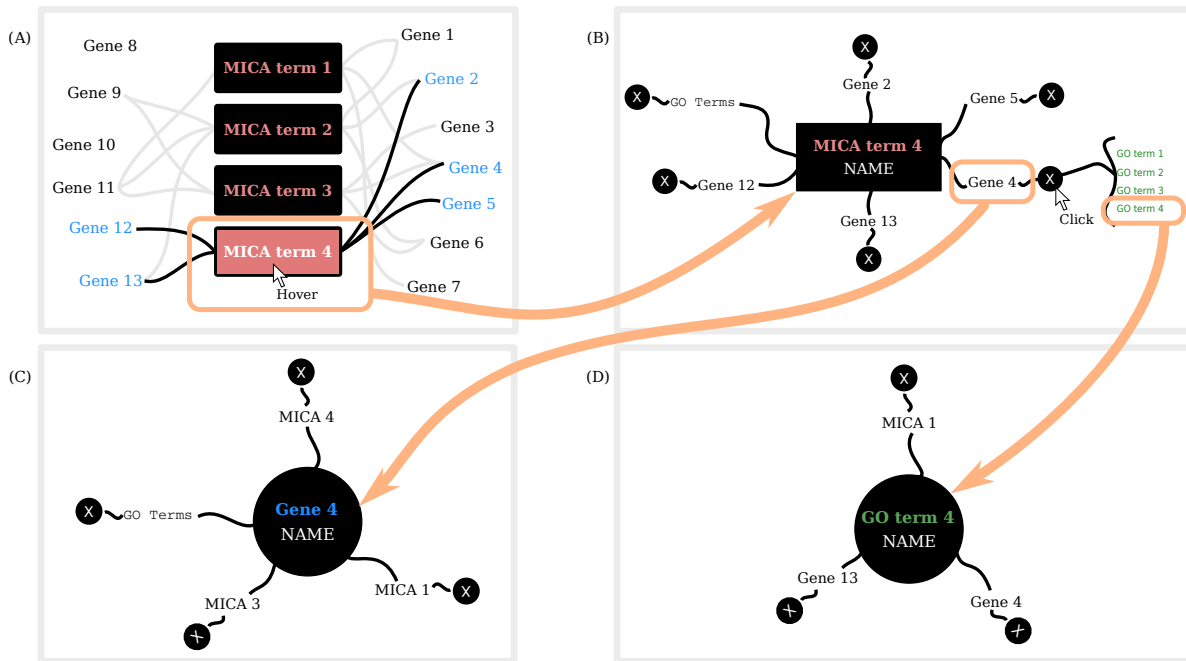 (A)
Gene 8
Gene 9
Gene 10
Gene 11
Gene 12
Gene 13
MICA term 1
MICA term 2
MICA term 3
MICA term 4
Hover
Gene 1
Gene 2
Gene 3
Gene 4
Gene 5
Gene 6
Gene 7
(B)
X
Gene 2
X
GO Terms
Gene 5
X
MICA term 4
NAME
X
Gene 12
Gene 4
X
Click
GO term 1
GO term 2
GO term 3
GO term 4
Gene 13
X
(C)
X
MICA 4
X
GO Terms
Gene 4
NAME
MICA 1
X
MICA 3
X
(D)
X
MICA 1
GO term 4
NAME
Gene 13
X
Gene 4
X